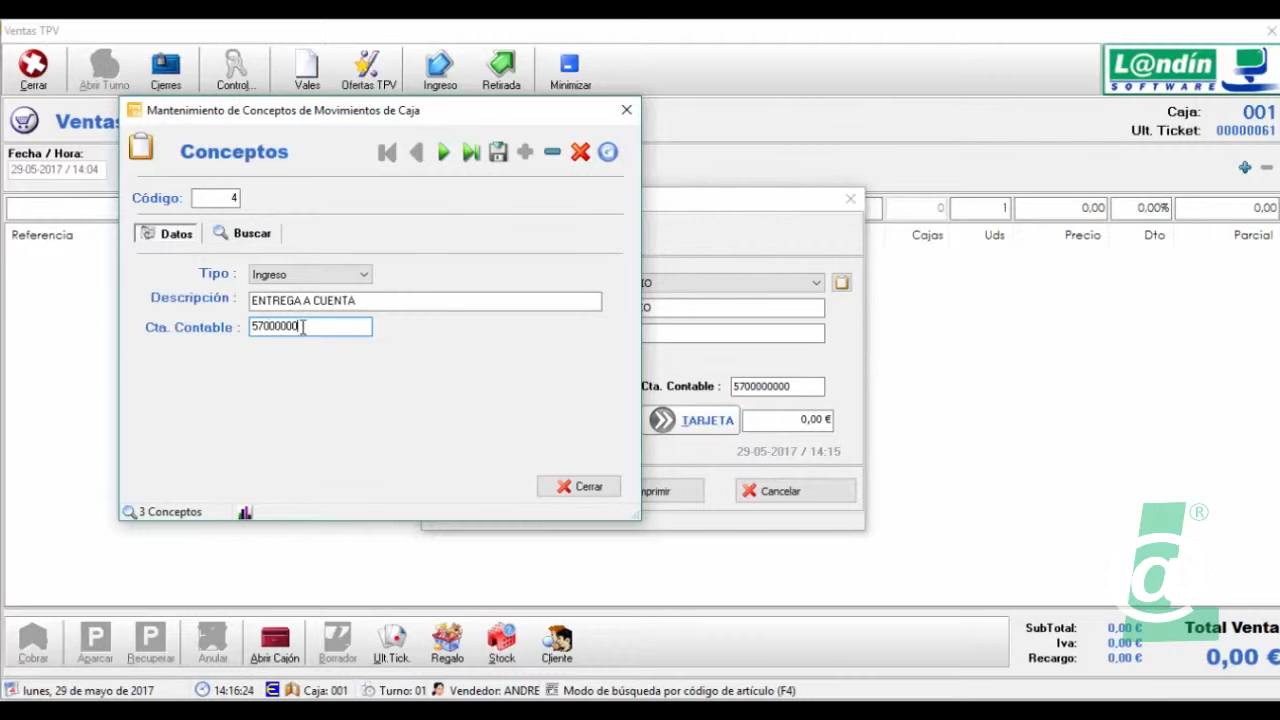 Ventas TPV
Cerrar
Abrir Turno
Cierres
Control...
Vales
Ofertas TPV
Ingreso
Retirada
Minimizar
L@ndín
SOFTWARE
Ventas
Caja: 001
Ult. Ticket: 00000061
Fecha / Hora:
29-05-2017 / 14:04
0 1 0,00 0,00% 0,00
Referencia Cajas Uds Precio Dto Parcial
Mantenimiento de Conceptos de Movimientos de Caja
Conceptos
Código: 4
Datos Buscar
Tipo : Ingreso
Descripción : ENTREGA A CUENTA
Cta. Contable : 57000000
Cerrar
3 Conceptos
Cta. Contable : 5700000000
TARJETA 0,00 €
29-05-2017 / 14:15
Cancelar
®
@
Cobrar
Aparcar
Recuperar
Anular
Abrir Cajón
Borrador
Ult.Tick.
Regalo
Stock
Cliente
SubTotal: 0,00 €
Iva: 0,00 €
Recargo: 0,00 €
Total Venta
0,00 €
lunes, 29 de mayo de 2017 14:16:24 Caja: 001 Turno: 01 Vendedor: ANDRE Modo de búsqueda por código de artículo (F4)